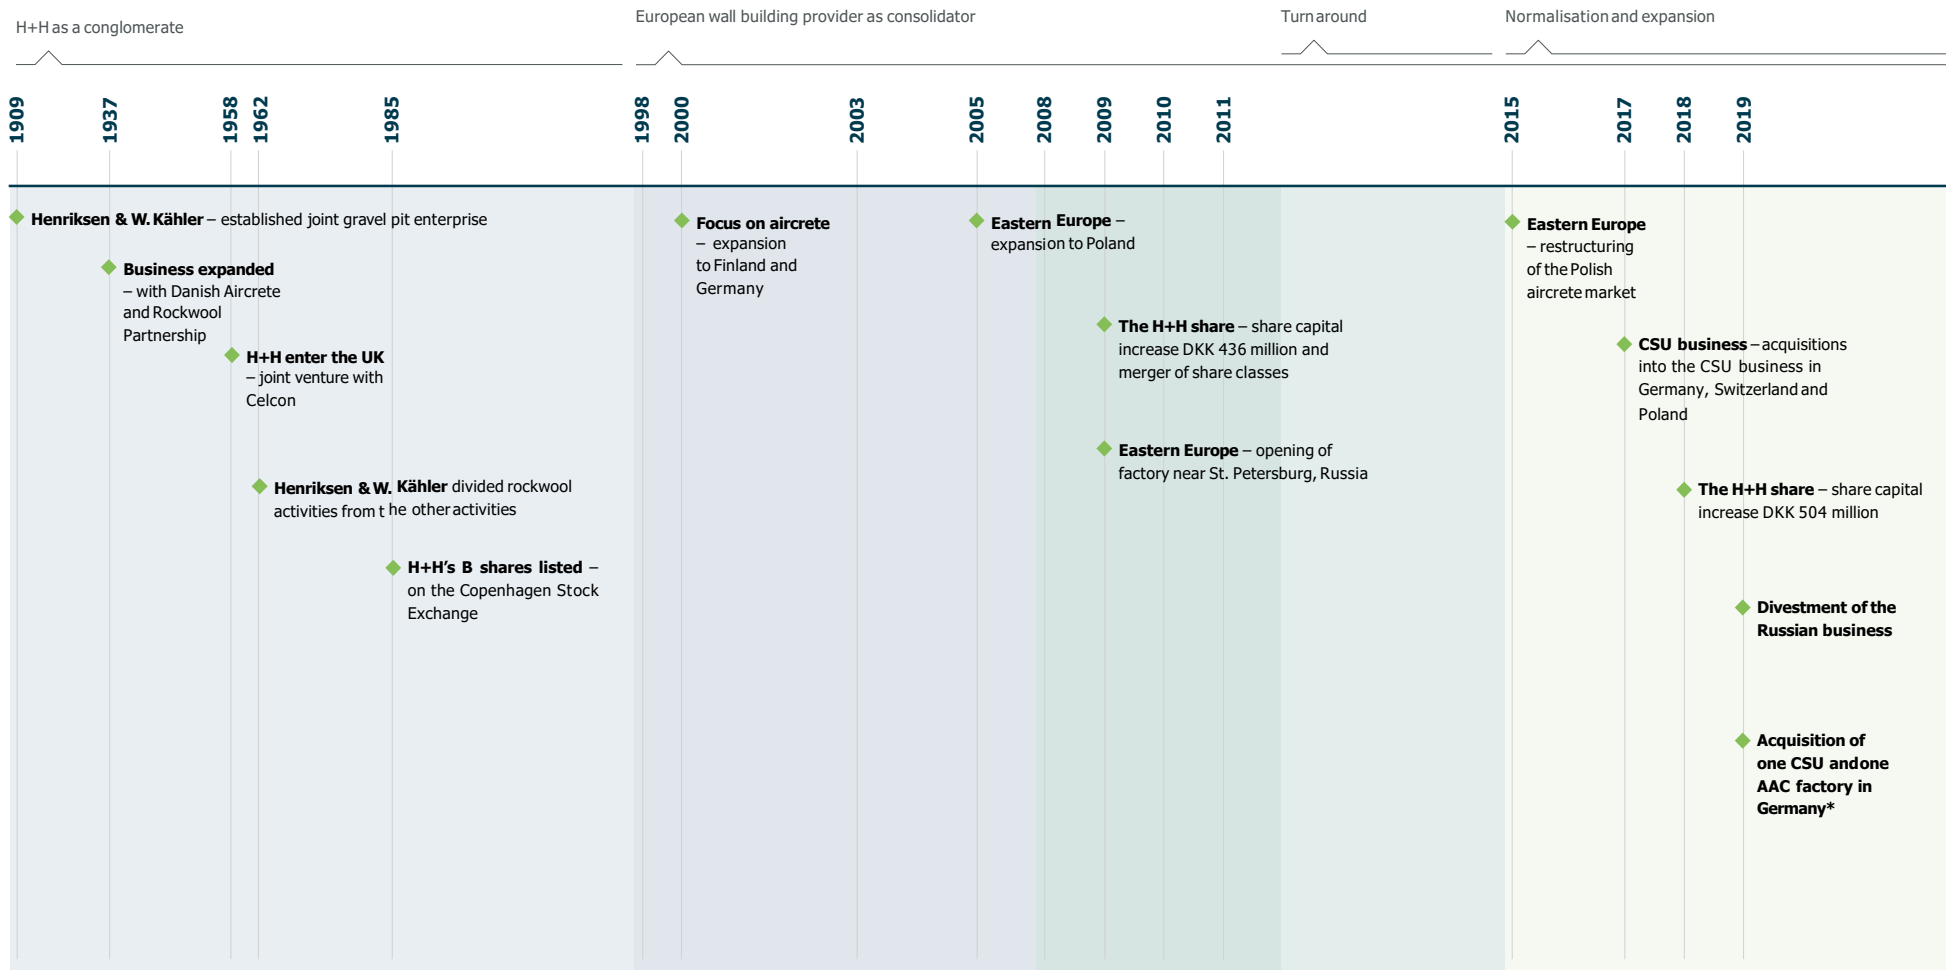 H+H as a conglomerate
European wall building provider as consolidator
Turnaround
Normalisation and expansion
1909
1937
1958
1962
1985
1998
2000
2003
2005
2008
2009
2010
2011
2015
2017
2018
2019
Henriksen & W. Kähler – established joint gravel pit enterprise
Business expanded
– with Danish Aircrete
and Rockwool
Partnership
H+H enter the UK
– joint venture with
Celcon
Henriksen & W. Kähler divided rockwool
activities from the other activities
H+H’s B shares listed –
on the Copenhagen Stock
Exchange
Focus on aircrete
– expansion
to Finland and
Germany
Eastern Europe –
expansion to Poland
The H+H share – share capital
increase DKK 436 million and
merger of share classes
Eastern Europe – opening of
factory near St. Petersburg, Russia
Eastern Europe
– restructuring
of the Polish
aircrete market
CSU business – acquisitions
into the CSU business in
Germany, Switzerland and
Poland
The H+H share – share capital
increase DKK 504 million
Divestment of the
Russian business
Acquisition of
one CSU and one
AAC factory in
Germany*